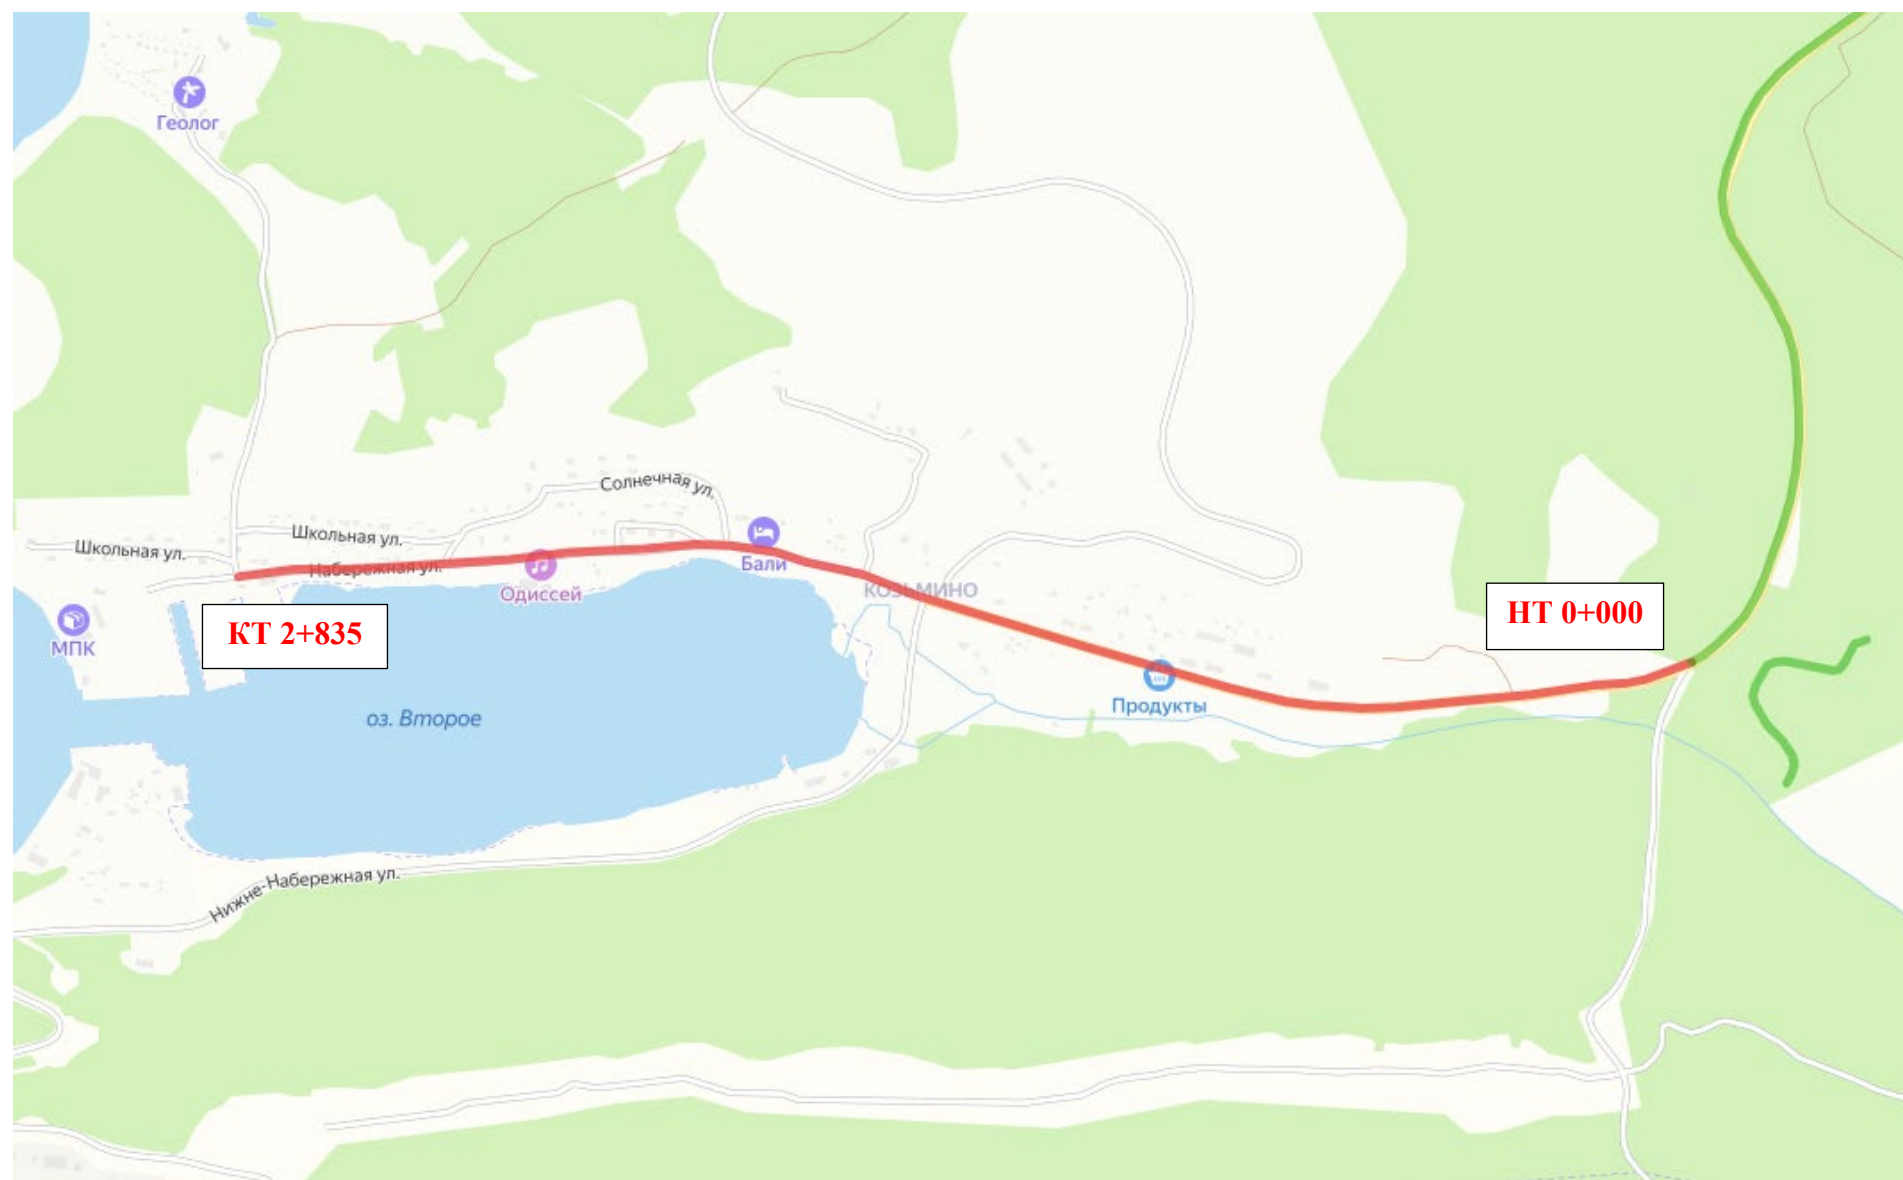 Геолог
Солнечная ул.
Школьная ул.
Школьная ул.
Набережная ул.
Бали
Одиссей
КОЗЬМИНО
НТ 0+000
КТ 2+835
МПК
Продукты
оз. Второе
Нижне-Набережная ул.